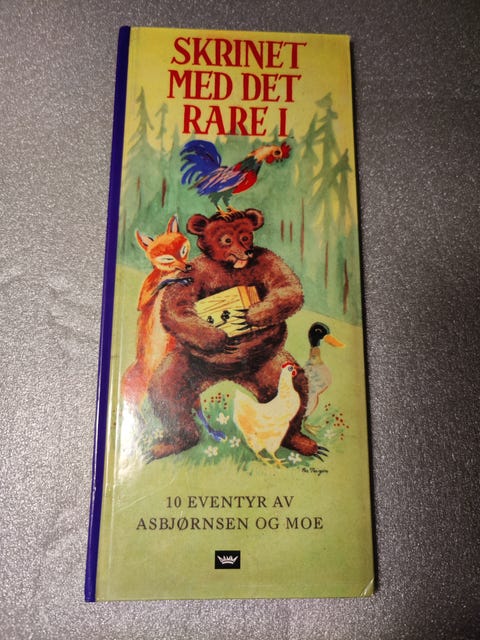 SKRINET
MED DET
RARE I
10 EVENTYR AV
ASBJØRNSEN OG MOE